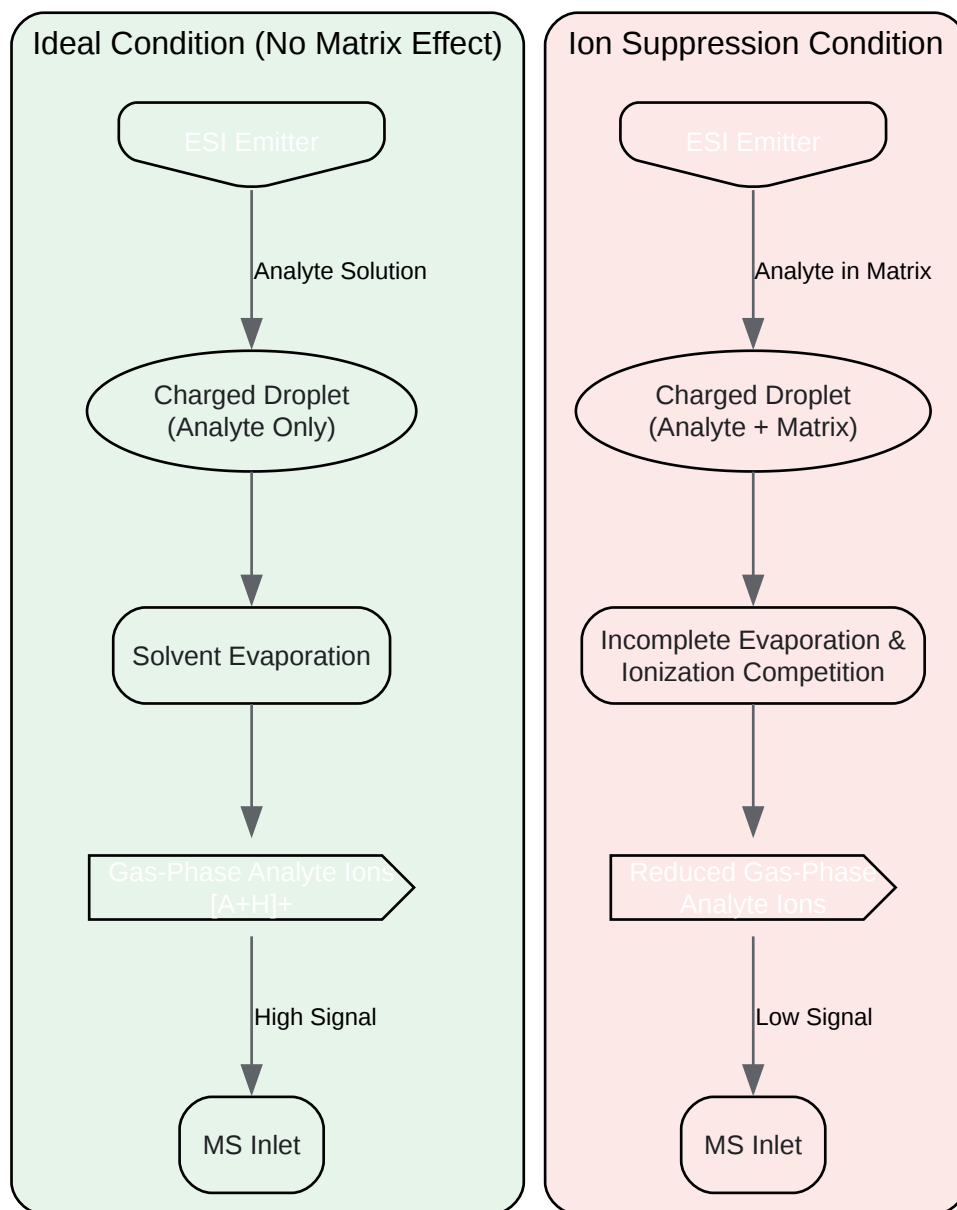 Ideal Condition (No Matrix Effect)
ESI Emitter
Analyte Solution
Charged Droplet
(Analyte Only)
Solvent Evaporation
Gas-Phase Analyte Ions
[A+H]+
High Signal
MS Inlet
Ion Suppression Condition
ESI Emitter
Analyte in Matrix
Charged Droplet
(Analyte + Matrix)
Incomplete Evaporation &
Ionization Competition
Reduced Gas-Phase
Analyte Ions
Low Signal
MS Inlet